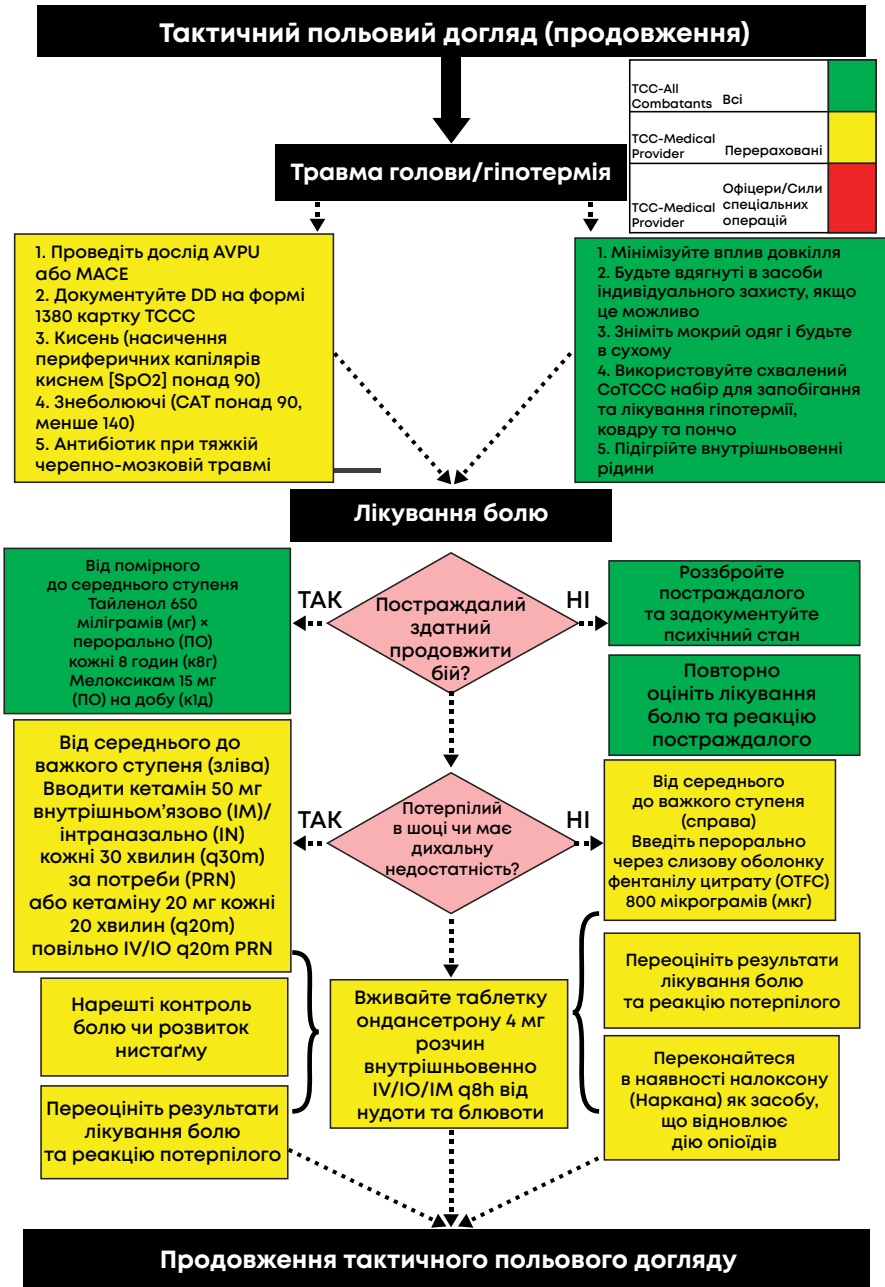 Тактичний польовий догляд (продовження)
TCC-All
Combatants Всі
TCC-Medical
Provider Перераховані
TCC-Medical
Provider Офіцери/Сили
спеціальних
операцій
Травма голови/гіпотермія
1. Проведіть дослід AVPU
або MACE
2. Документуйте DD на формі
1380 картку ТССС
3. Кисень (насичення
периферичних капілярів
киснем [SpO2] понад 90)
4. Знеболюючі (САТ понад 90,
менше 140)
5. Антибіотик при тяжкій
черепно-мозковій травмі
1. Мінімізуйте вплив довкілля
2. Будьте вдягнуті в засоби
індивідуального захисту, якщо
це можливо
3. Зніміть мокрий одяг і будьте
в сухому
4. Використовуйте схвалений
CoTCCC набір для запобігання
та лікування гіпотермії,
ковдру та пончо
5. Підігрійте внутрішньовенні
рідини
Лікування болю
Від помірного
до середнього ступеня
Тайленол 650
міліграмів (мг) ×
перорально (ПО)
кожні 8 годин (к8г)
Мелоксикам 15 мг
(ПО) на добу (к1д)
ТАК
Постраждалий
здатний
продовжити
бій?
НІ
Роззбройте
постраждалого
та задокументуйте
психічний стан
Повторно
оцініть лікування
болю та реакцію
постраждалого
Від середнього до
важкого ступеня (зліва)
Вводити кетамін 50 мг
внутрішньом’язово (IM)/
інтраназально (IN)
кожні 30 хвилин (q30m)
за потреби (PRN)
або кетаміну 20 мг кожні
20 хвилин (q20m)
повільно IV/IO q20m PRN
ТАК
Потерпілий
в шоці чи має
дихальну
недостатність?
НІ
Від середнього
до важкого ступеня
(справа)
Введіть перорально
через слизову оболонку
фентанілу цитрату (OTFC)
800 мікрограмів (мкг)
Нарешті контроль
болю чи розвиток
нистаґму
Вживайте таблетку
ондансетрону 4 мг
розчин
внутрішньовенно
IV/IO/IM q8h від
нудоти та блювоти
Переоцініть результати
лікування болю
та реакцію потерпілого
Переоцініть результати
лікування болю
та реакцію потерпілого
Переконайтеся
в наявності налоксону
(Наркана) як засобу,
що відновлює
дію опіоїдів
Продовження тактичного польового догляду